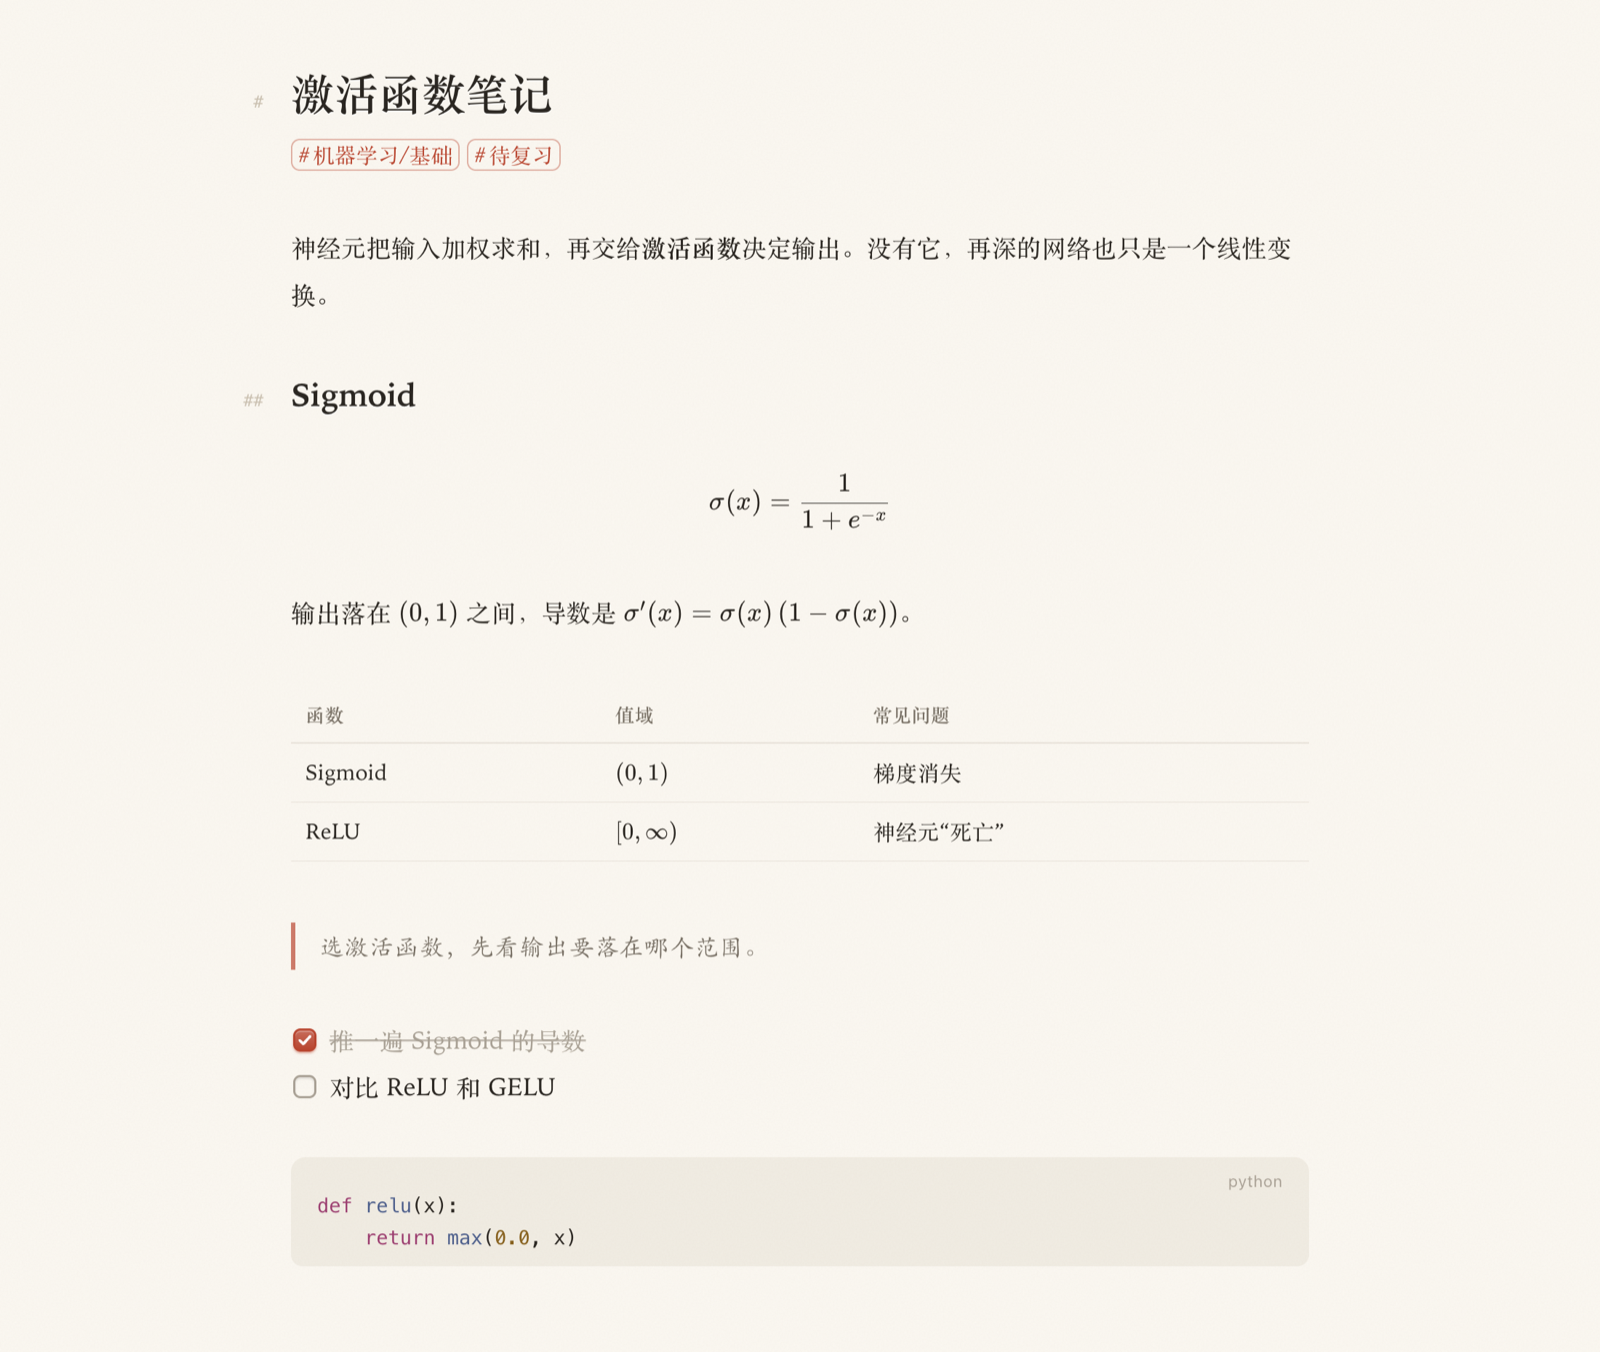 # 激活函数笔记
#机器学习/基础 #待复习
神经元把输入加权求和，再交给激活函数决定输出。没有它，再深的网络也只是一个线性变
换。
## Sigmoid
σ(x) = 1 / (1 + e^{−x})
输出落在 (0, 1) 之间，导数是 σ′(x) = σ(x) (1 − σ(x))。
函数 值域 常见问题
Sigmoid (0, 1) 梯度消失
ReLU [0, ∞) 神经元“死亡”
选激活函数，先看输出要落在哪个范围。
推一遍 Sigmoid 的导数
对比 ReLU 和 GELU
python
def relu(x):
    return max(0.0, x)